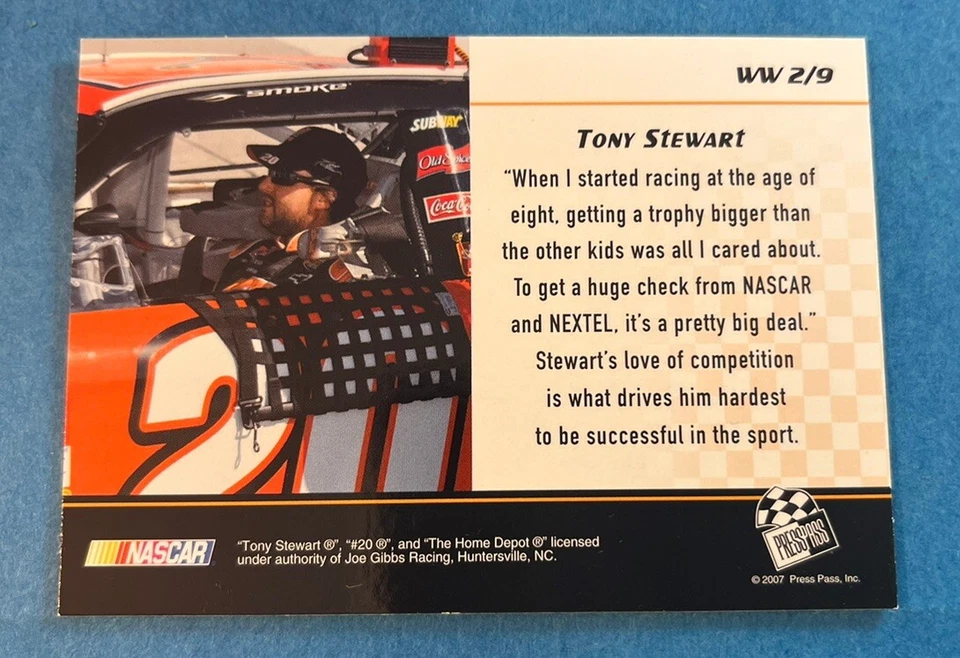 SMOKE
SUBWAY
20
Old Spice
Coca-Cola
20
WW 2/9
TONY STEWART
“When I started racing at the age of
eight, getting a trophy bigger than
the other kids was all I cared about.
To get a huge check from NASCAR
and NEXTEL, it’s a pretty big deal.”
Stewart’s love of competition
is what drives him hardest
to be successful in the sport.
NASCAR
“Tony Stewart ®”, “#20 ®”, and “The Home Depot ®” licensed
under authority of Joe Gibbs Racing, Huntersville, NC.
PRESS PASS
© 2007 Press Pass, Inc.